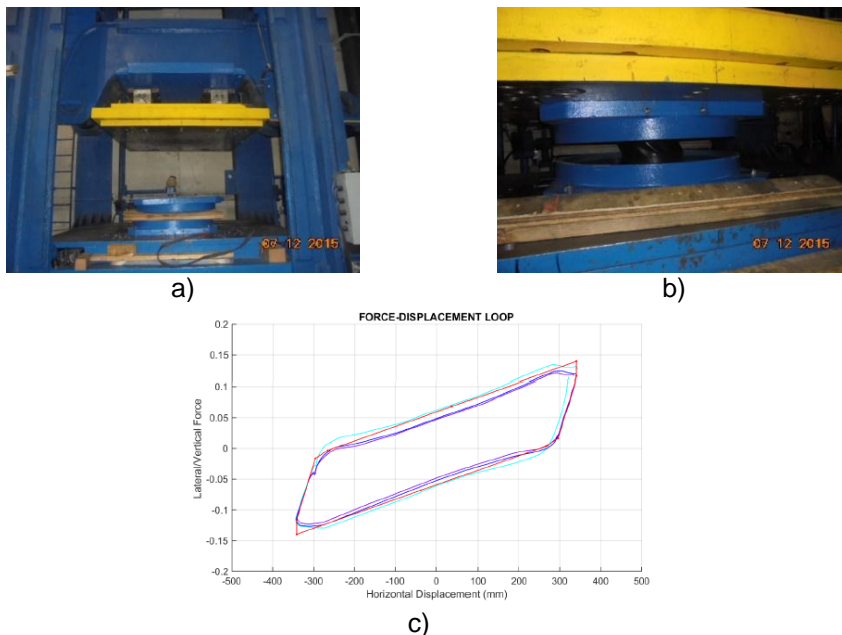 07 12 2015
07 12 2015
a)
b)
FORCE-DISPLACEMENT LOOP
Lateral/Vertical Force
0.2
0.15
0.1
0.05
0
-0.05
-0.1
-0.15
-0.2
-500 -400 -300 -200 -100 0 100 200 300 400 500
Horizontal Displacement (mm)
c)